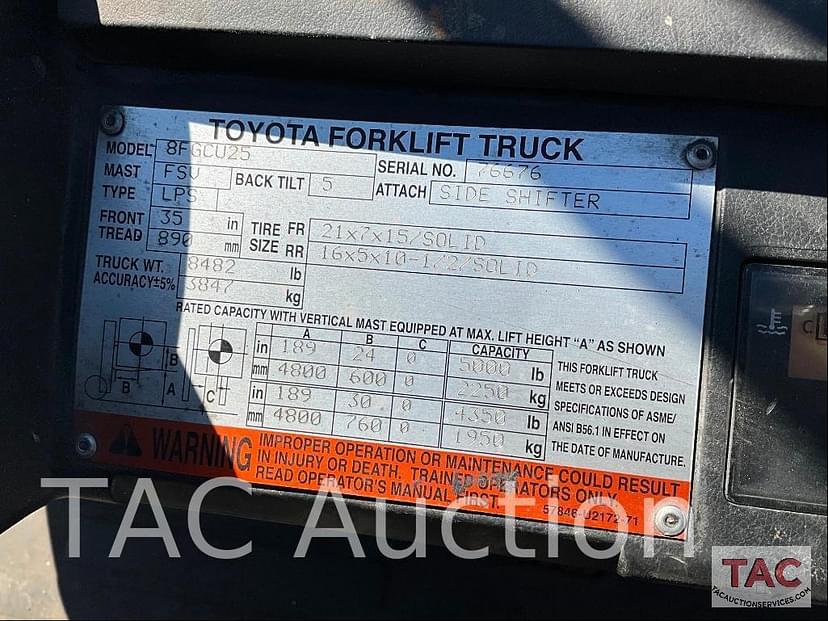 TOYOTA FORKLIFT TRUCK
MODEL 8FGCU25 SERIAL NO. 76676
MAST FSV BACK TILT 5 ATTACH SIDE SHIFTER
TYPE LPS
FRONT TREAD 35 in 890 mm
TIRE SIZE FR 21x7x15/SOLID
RR 16x5x10-1/2/SOLID
TRUCK WT. 8482 lb
ACCURACY±5% 3847 kg
RATED CAPACITY WITH VERTICAL MAST EQUIPPED AT MAX. LIFT HEIGHT "A" AS SHOWN
A B C CAPACITY
in 189 24 0 5000 lb
mm 4800 600 0 2250 kg
in 189 30 0 4350 lb
mm 4800 760 0 1950 kg
B
B A C
THIS FORKLIFT TRUCK
MEETS OR EXCEEDS DESIGN
SPECIFICATIONS OF ASME/
ANSI B56.1 IN EFFECT ON
THE DATE OF MANUFACTURE.
WARNING
IMPROPER OPERATION OR MAINTENANCE COULD RESULT
IN INJURY OR DEATH. TRAINED OPERATORS ONLY.
READ OPERATOR'S MANUAL FIRST.
57846-U2172-71
C
TAC Auction
TAC
TACAUCTIONSERVICES.COM